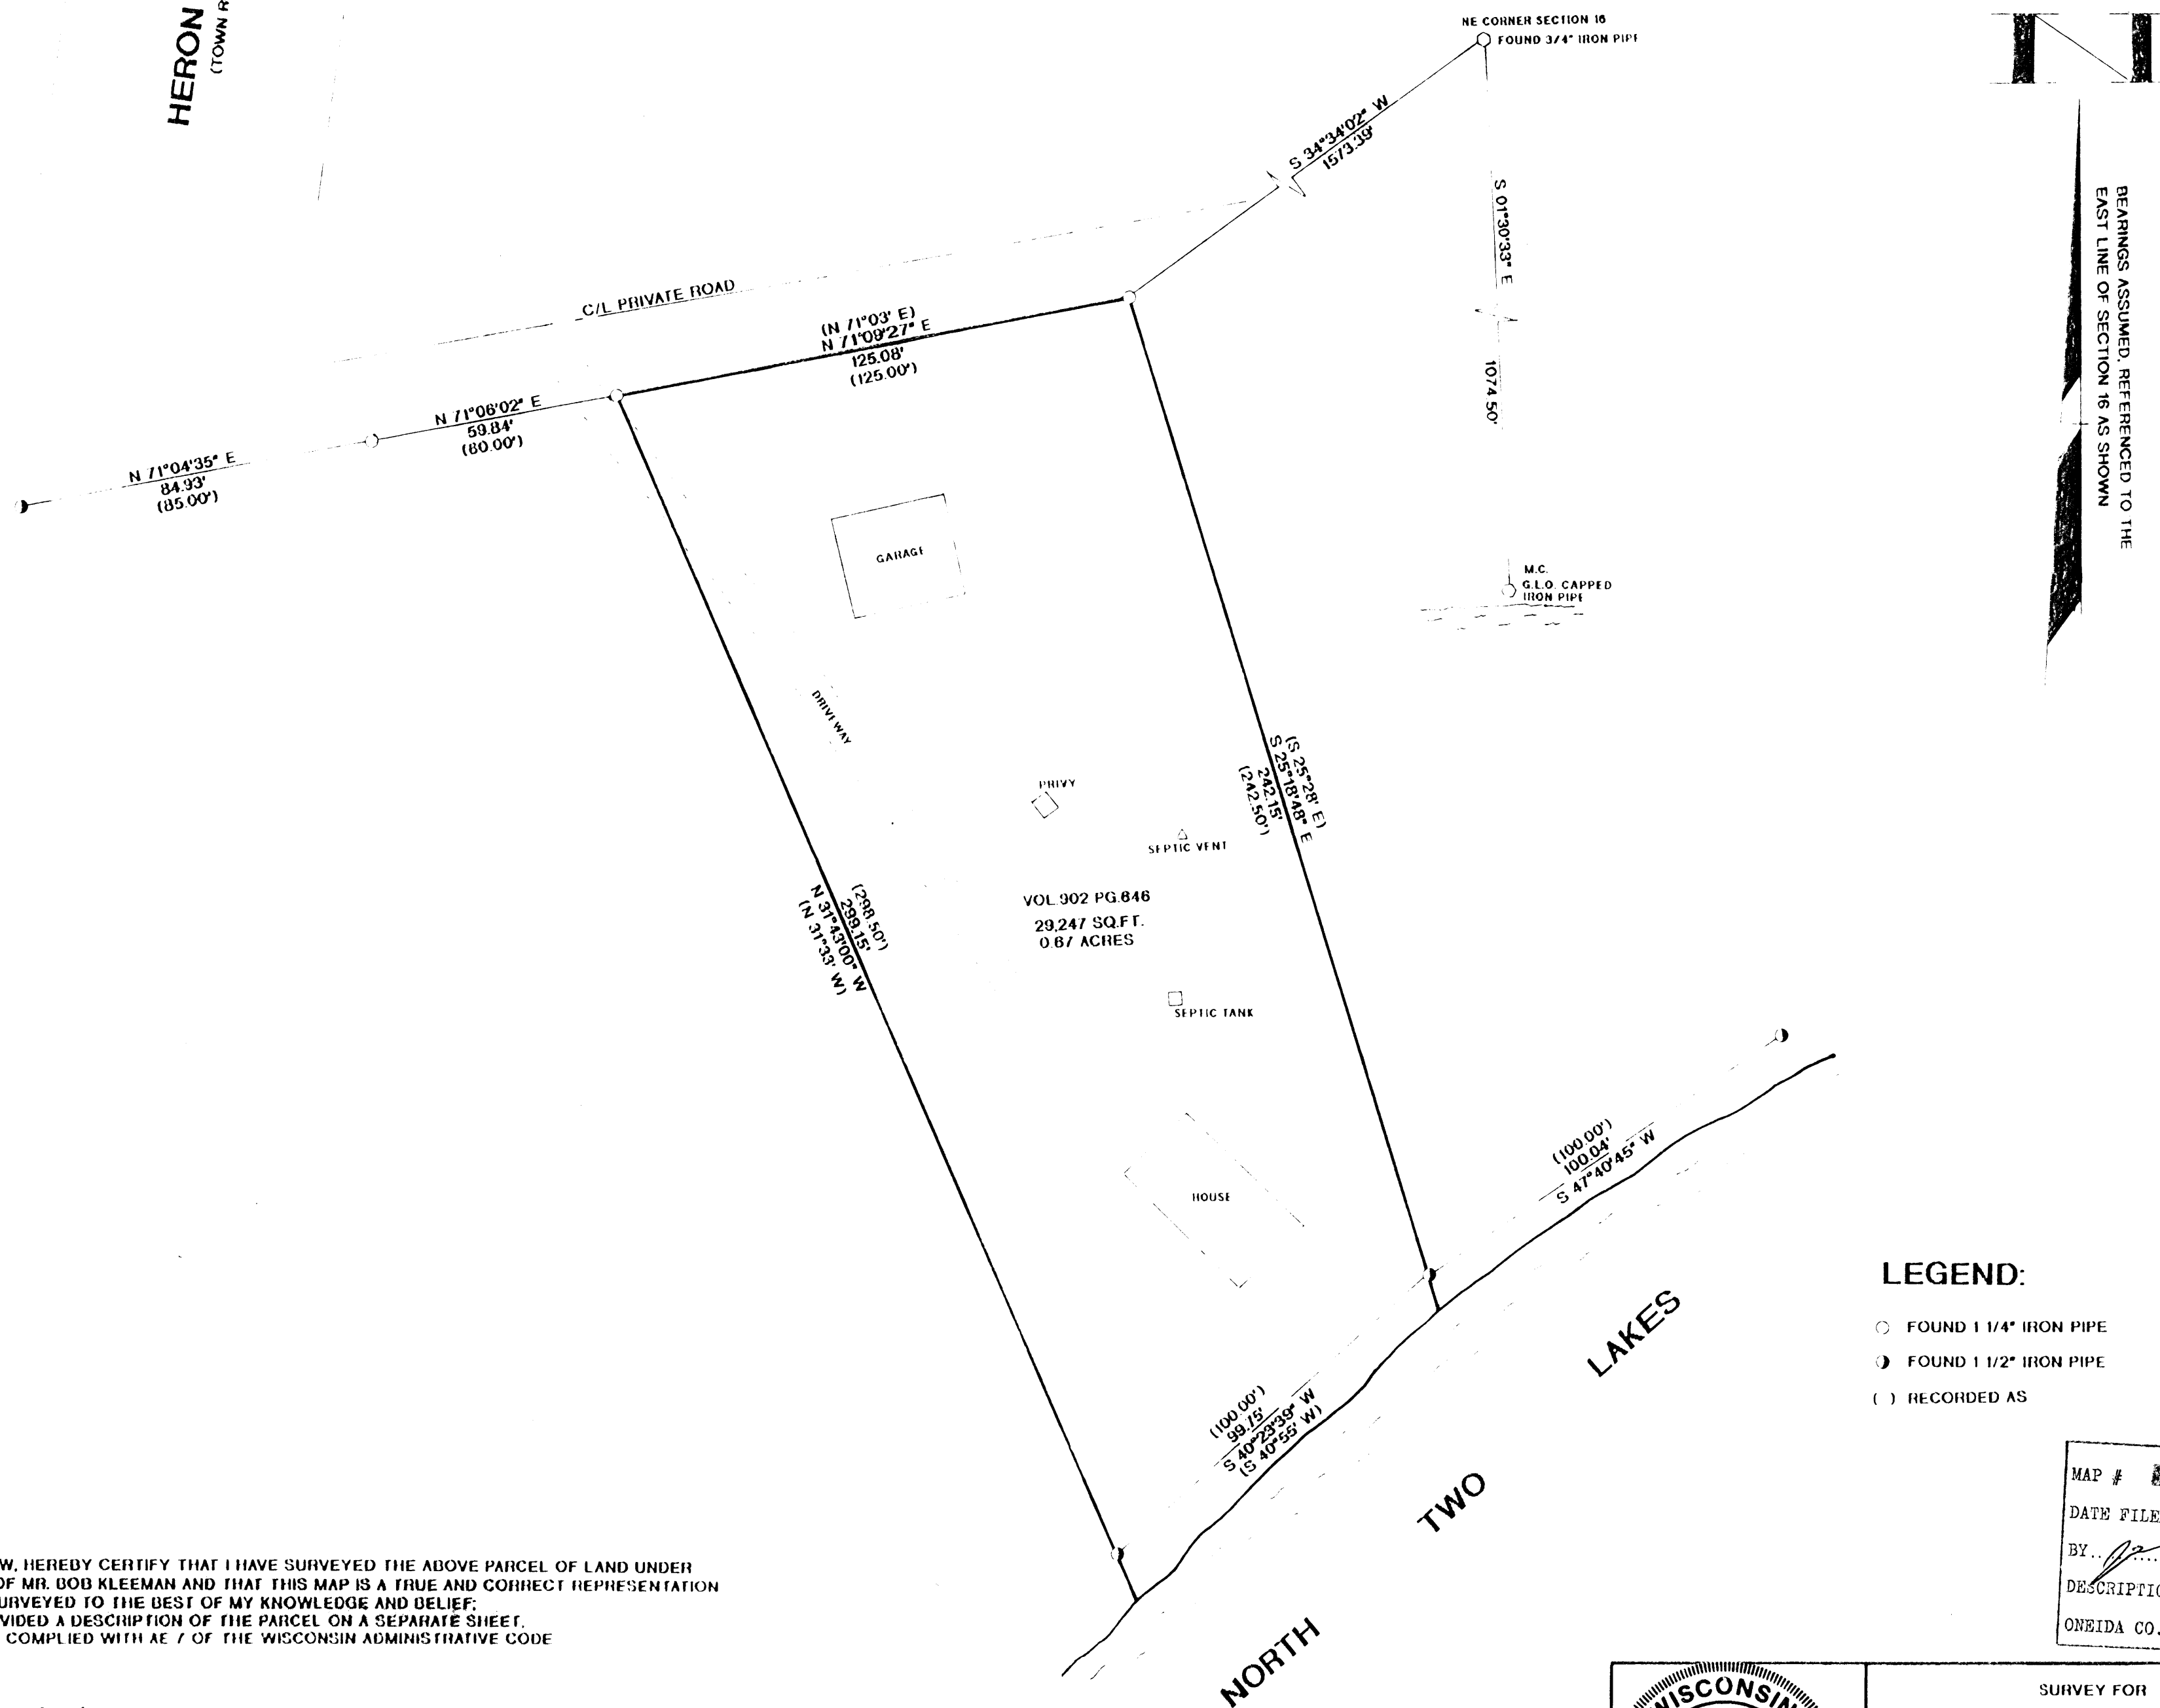 HERON
(TOWN R
NE CORNER SECTION 16
FOUND 3/4" IRON PIPE
S 34°34'02" W
1573.39'
S 01°30'33" E
1074.50'
BEARINGS ASSUMED, REFERENCED TO THE
EAST LINE OF SECTION 16 AS SHOWN
C/L PRIVATE ROAD
(N 71°03' E)
N 71°09'27" E
125.08'
(125.00')
N 71°06'02" E
59.84'
(60.00')
N 71°04'35" E
84.93'
(85.00')
GARAGE
M.C.
G.L.O. CAPPED
IRON PIPE
DRIVEWAY
PRIVY
SEPTIC VENT
(S 25°28' E)
S 25°18'48" E
242.15'
(242.50')
VOL.902 PG.646
29,247 SQ.FT.
0.67 ACRES
(298.50')
299.15'
N 31°43'00" W
(N 31°33' W)
SEPTIC TANK
HOUSE
(100.00')
100.04'
S 47°40'45" W
(100.00')
99.75'
S 40°23'39" W
(S 40°55' W)
NORTH
TWO
LAKES
LEGEND:
FOUND 1 1/4" IRON PIPE
FOUND 1 1/2" IRON PIPE
( ) RECORDED AS
MAP #
DATE FILE
BY
DESCRIPTIO
ONEIDA CO.
W, HEREBY CERTIFY THAT I HAVE SURVEYED THE ABOVE PARCEL OF LAND UNDER
OF MR. BOB KLEEMAN AND THAT THIS MAP IS A TRUE AND CORRECT REPRESENTATION
URVEYED TO THE BEST OF MY KNOWLEDGE AND BELIEF;
VIDED A DESCRIPTION OF THE PARCEL ON A SEPARATE SHEET.
COMPLIED WITH AE 7 OF THE WISCONSIN ADMINISTRATIVE CODE
WISCONSIN
SURVEY FOR